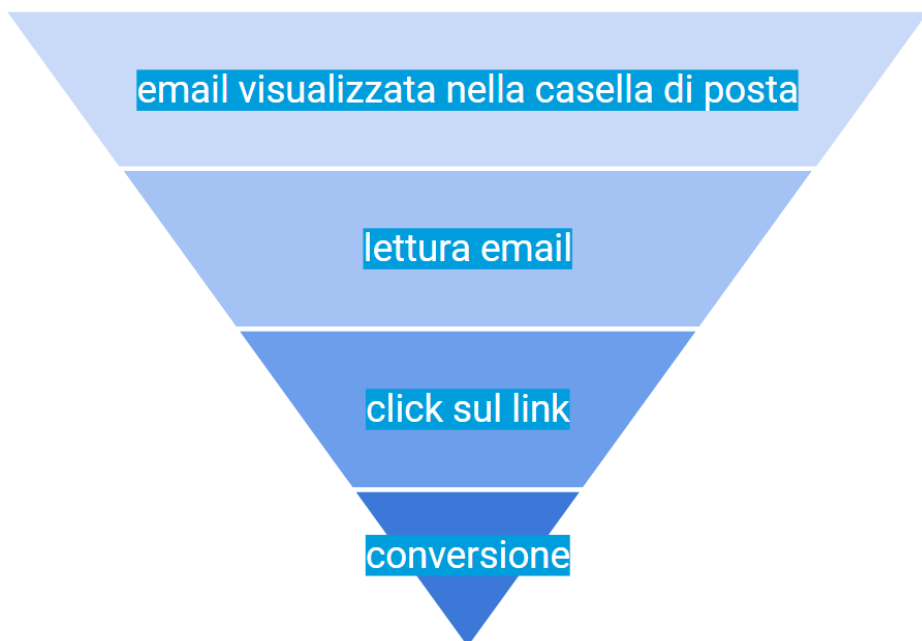 email visualizzata nella casella di posta
lettura email
click sul link
conversione